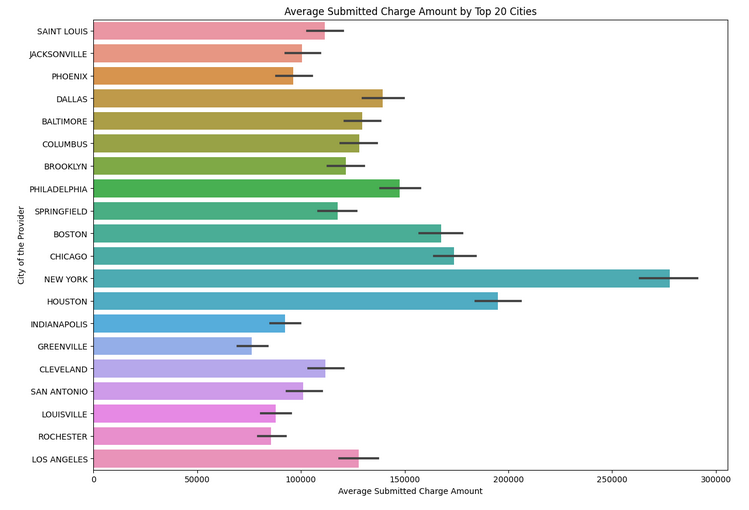 Average Submitted Charge Amount by Top 20 Cities
City of the Provider
SAINT LOUIS
JACKSONVILLE
PHOENIX
DALLAS
BALTIMORE
COLUMBUS
BROOKLYN
PHILADELPHIA
SPRINGFIELD
BOSTON
CHICAGO
NEW YORK
HOUSTON
INDIANAPOLIS
GREENVILLE
CLEVELAND
SAN ANTONIO
LOUISVILLE
ROCHESTER
LOS ANGELES
0 50000 100000 150000 200000 250000 300000
Average Submitted Charge Amount